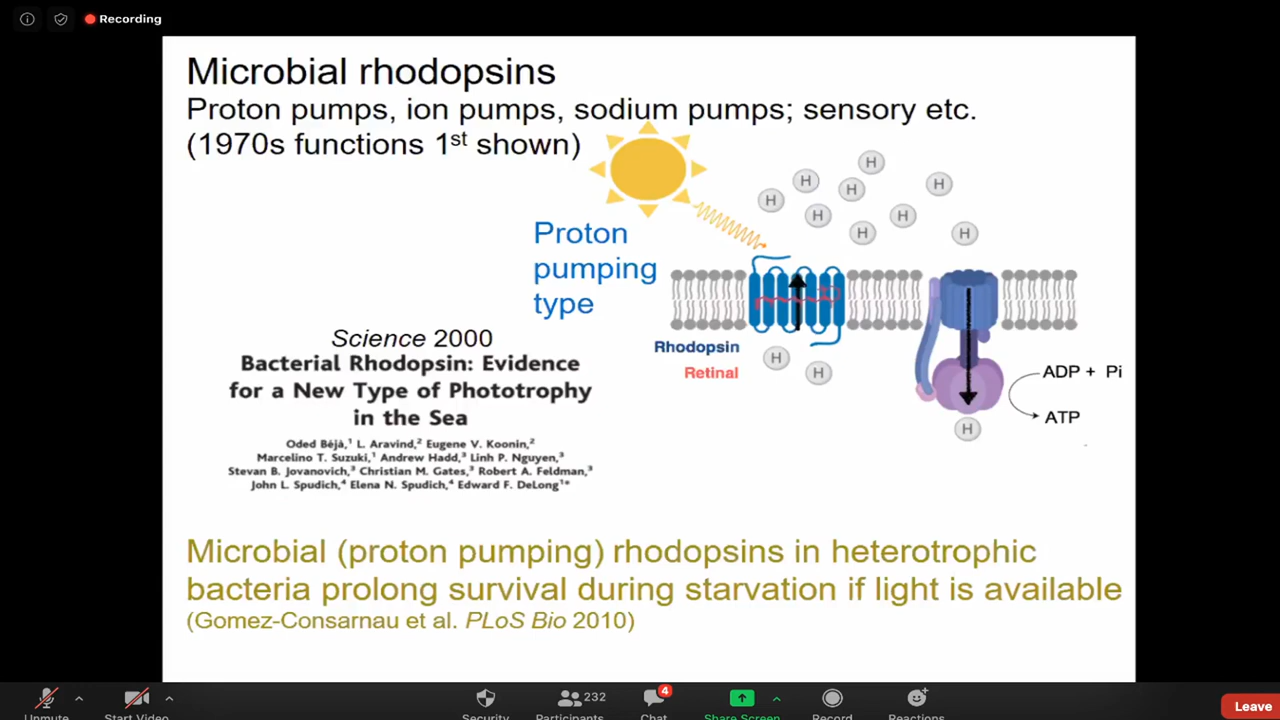 Recording
Microbial rhodopsins
Proton pumps, ion pumps, sodium pumps; sensory etc.
(1970s functions 1st shown)
H
H
H
H
H
H
H
H
H
Proton
pumping
type
Science 2000
Bacterial Rhodopsin: Evidence
for a New Type of Phototrophy
in the Sea
Oded Béjà,1 L. Aravind,2 Eugene V. Koonin,2
Marcelino T. Suzuki,1 Andrew Hadd,3 Linh P. Nguyen,3
Stevan B. Jovanovich,3 Christian M. Gates,3 Robert A. Feldman,3
John L. Spudich,4 Elena N. Spudich,4 Edward F. DeLong1*
Rhodopsin
Retinal
H
H
ADP + Pi
ATP
H
Microbial (proton pumping) rhodopsins in heterotrophic
bacteria prolong survival during starvation if light is available
(Gomez-Consarnau et al. PLoS Bio 2010)
Unmute
Start Video
Security
232
Participants
4
Chat
Share Screen
Record
Reactions
Leave